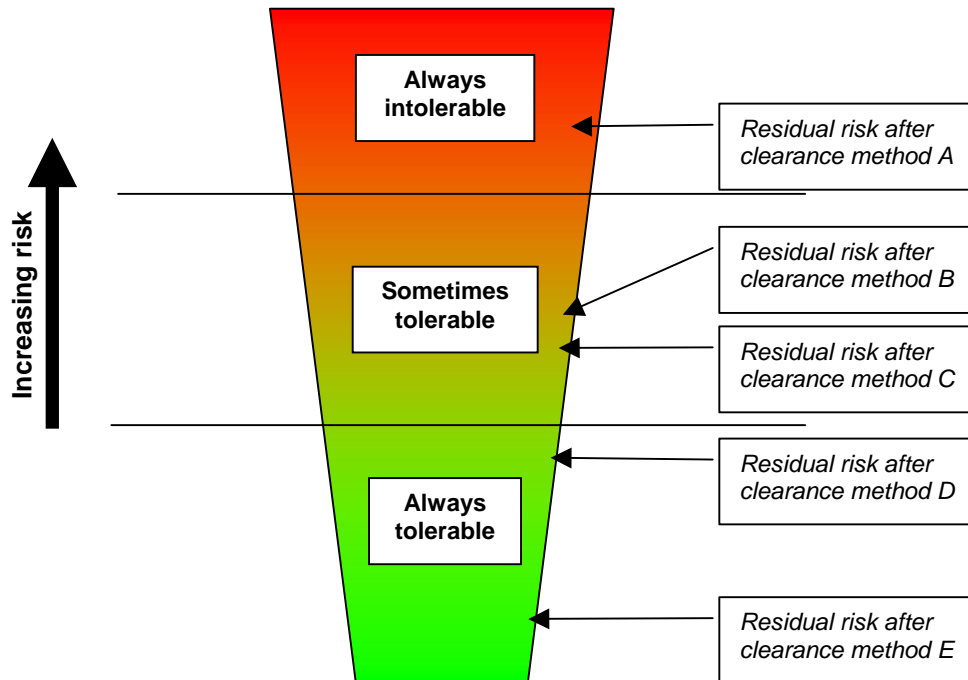 Always
intolerable
Residual risk after
clearance method A
Increasing risk
Residual risk after
clearance method B
Sometimes
tolerable
Residual risk after
clearance method C
Residual risk after
clearance method D
Always
tolerable
Residual risk after
clearance method E